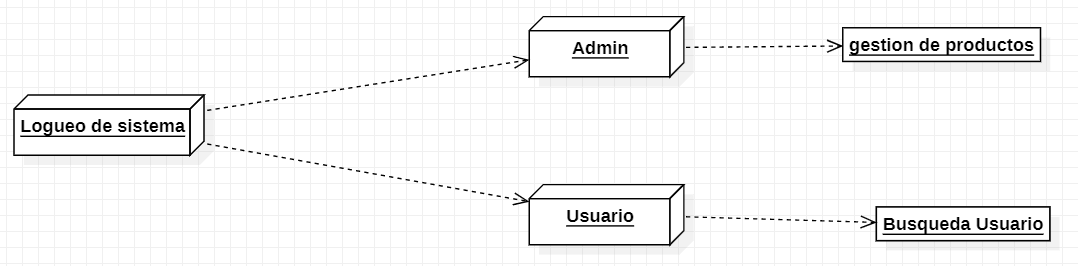 Admin
gestion de productos
Logueo de sistema
Usuario
Busqueda Usuario